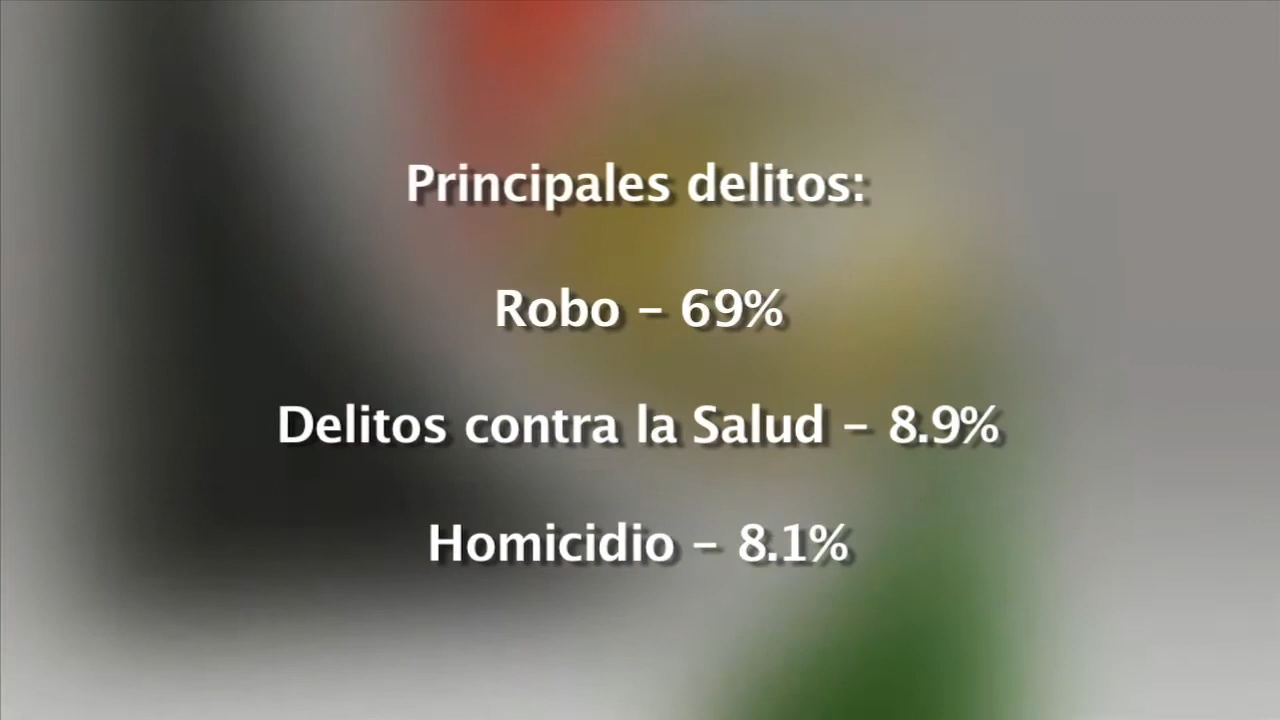 Principales delitos:
Robo – 69%
Delitos contra la Salud – 8.9%
Homicidio – 8.1%